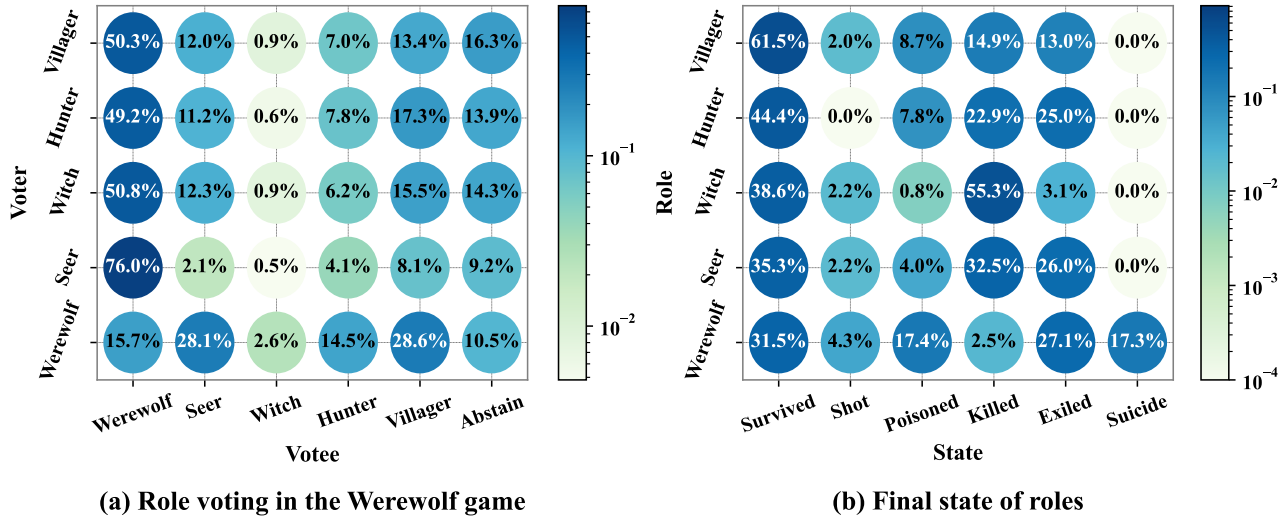 Voter
Villager 50.3% 12.0% 0.9% 7.0% 13.4% 16.3%
Hunter 49.2% 11.2% 0.6% 7.8% 17.3% 13.9%
Witch 50.8% 12.3% 0.9% 6.2% 15.5% 14.3%
Seer 76.0% 2.1% 0.5% 4.1% 8.1% 9.2%
Werewolf 15.7% 28.1% 2.6% 14.5% 28.6% 10.5%
Werewolf Seer Witch Hunter Villager Abstain
Votee
10⁻¹
10⁻²
(a) Role voting in the Werewolf game
Role
Villager 61.5% 2.0% 8.7% 14.9% 13.0% 0.0%
Hunter 44.4% 0.0% 7.8% 22.9% 25.0% 0.0%
Witch 38.6% 2.2% 0.8% 55.3% 3.1% 0.0%
Seer 35.3% 2.2% 4.0% 32.5% 26.0% 0.0%
Werewolf 31.5% 4.3% 17.4% 2.5% 27.1% 17.3%
Survived Shot Poisoned Killed Exiled Suicide
State
10⁻¹
10⁻²
10⁻³
10⁻⁴
(b) Final state of roles